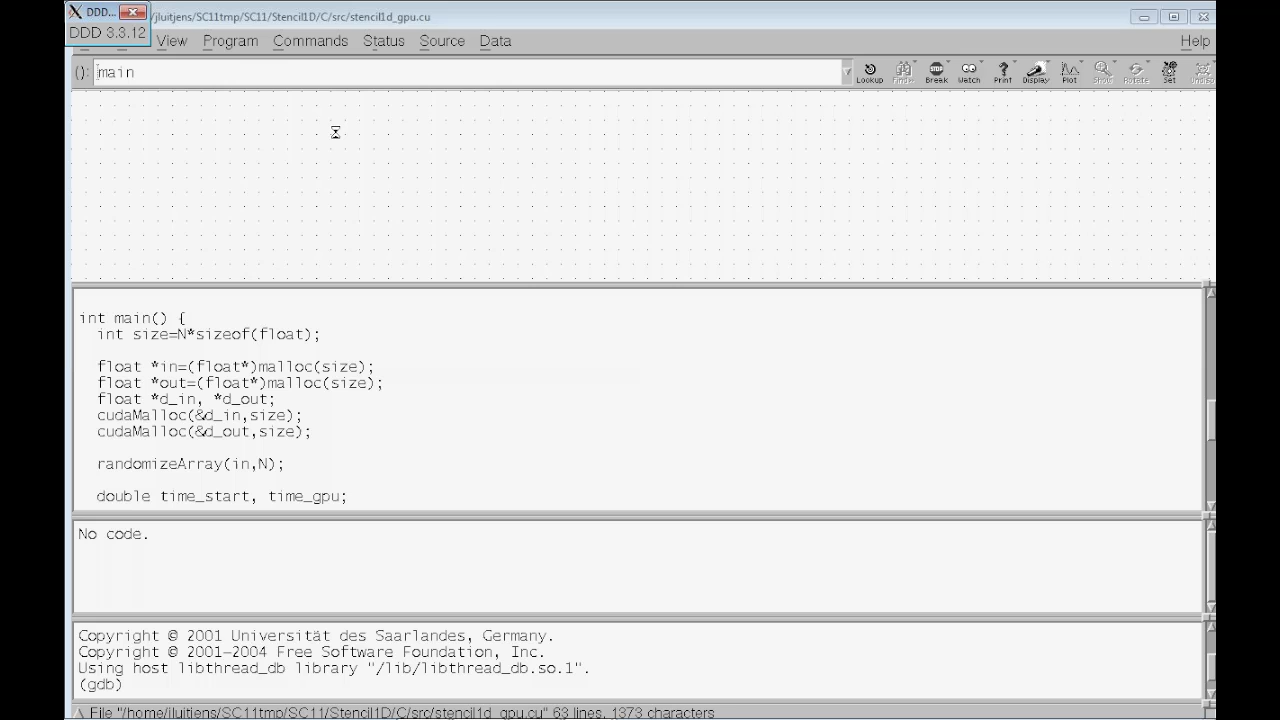 DDD...
/jluitjens/SC11tmp/SC11/Stencil1D/C/src/stencil1d_gpu.cu
DDD 3.3.12
View Program Commands Status Source Data Help
(): main
Lookup Break Watch Print Display Plot Rotate Set
int main() {
int size=N*sizeof(float);
float *in=(float*)malloc(size);
float *out=(float*)malloc(size);
float *d_in, *d_out;
cudaMalloc(&d_in,size);
cudaMalloc(&d_out,size);
randomizeArray(in,N);
double time_start, time_gpu;
No code.
Copyright © 2001 Universität des Saarlandes, Germany.
Copyright © 2001-2004 Free Software Foundation, Inc.
Using host libthread_db library "/lib/libthread_db.so.1".
(gdb)
File "/home/jluitjens/SC11tmp/SC11/Stencil1D/C/src/stencil1d_gpu.cu" 63 lines, 1373 characters